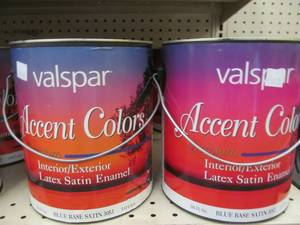 valspar
Accent Colors
Interior/Exterior
Latex Satin Enamel
BLUE BASE SATIN 3083
valspar
Accent Colo
Interior/Exterior
Latex Satin Enamel
BLUE BASE SATIN